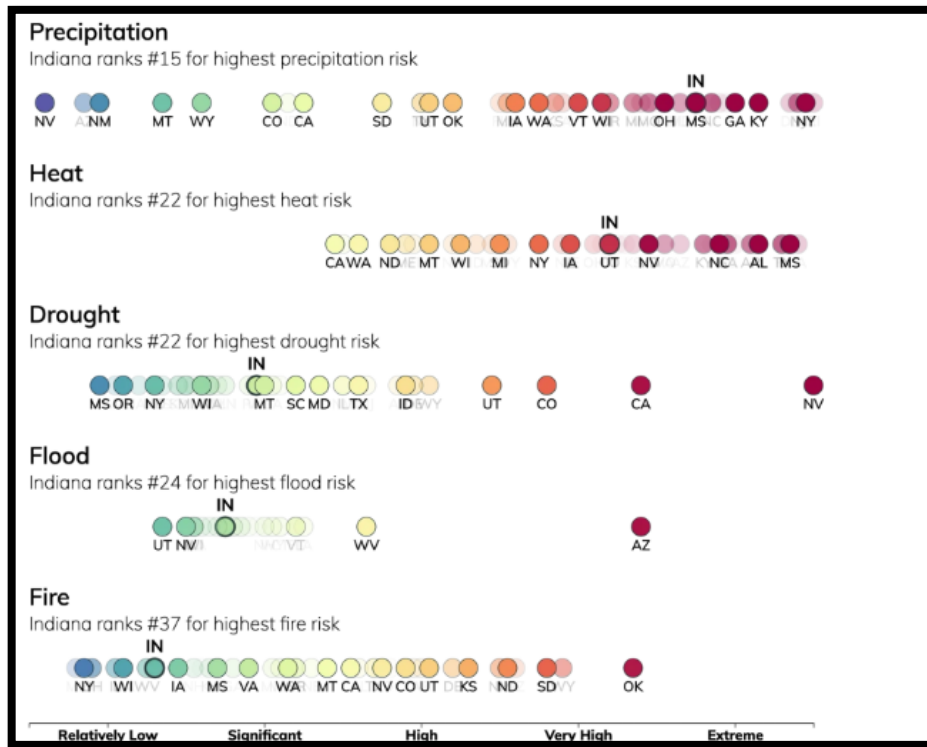 Precipitation
Indiana ranks #15 for highest precipitation risk
IN
NV NM MT WY CO CA SD UT OK IA WA VT WI OH MS GA KY NY
Heat
Indiana ranks #22 for highest heat risk
IN
CA WA ND MT WI MI NY IA UT NV NC AL MS
Drought
Indiana ranks #22 for highest drought risk
IN
MS OR NY WI MT SC MD TX ID UT CO CA NV
Flood
Indiana ranks #24 for highest flood risk
IN
UT NV VT WV AZ
Fire
Indiana ranks #37 for highest fire risk
IN
NY WI WV IA MS VA WA MT CA NV CO UT KS ND SD OK
Relatively Low Significant High Very High Extreme